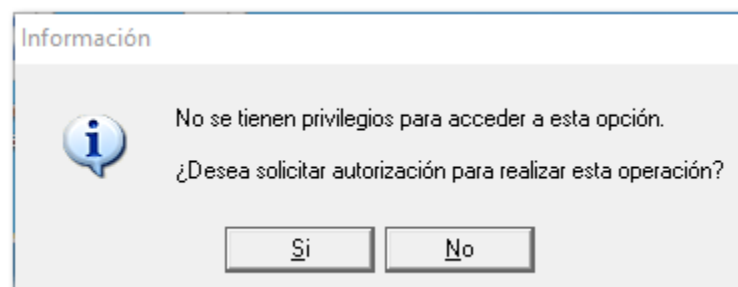 Información
No se tienen privilegios para acceder a esta opción.
¿Desea solicitar autorización para realizar esta operación?
Si
No